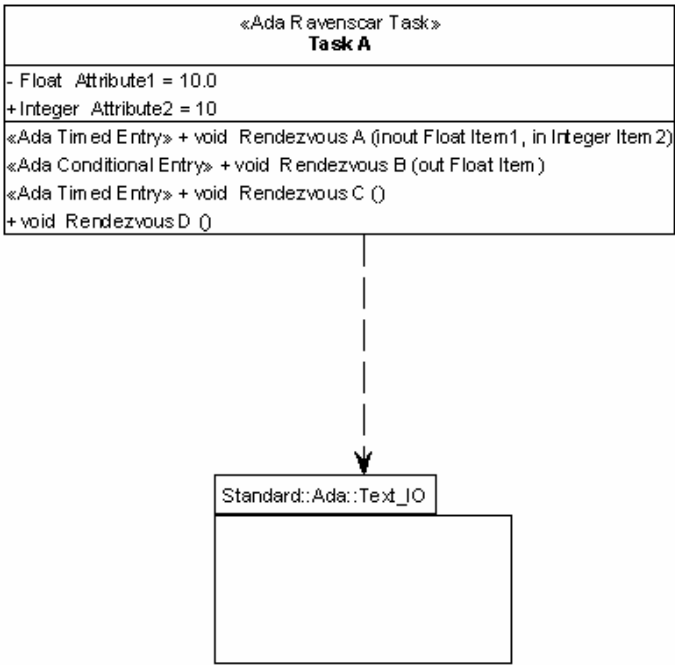 «Ada Ravenscar Task»
Task A
- Float Attribute1 = 10.0
+ Integer Attribute2 = 10
«Ada Timed Entry» + void Rendezvous A (inout Float Item1, in Integer Item2)
«Ada Conditional Entry» + void Rendezvous B (out Float Item)
«Ada Timed Entry» + void Rendezvous C ()
+ void Rendezvous D ()
Standard::Ada::Text_IO